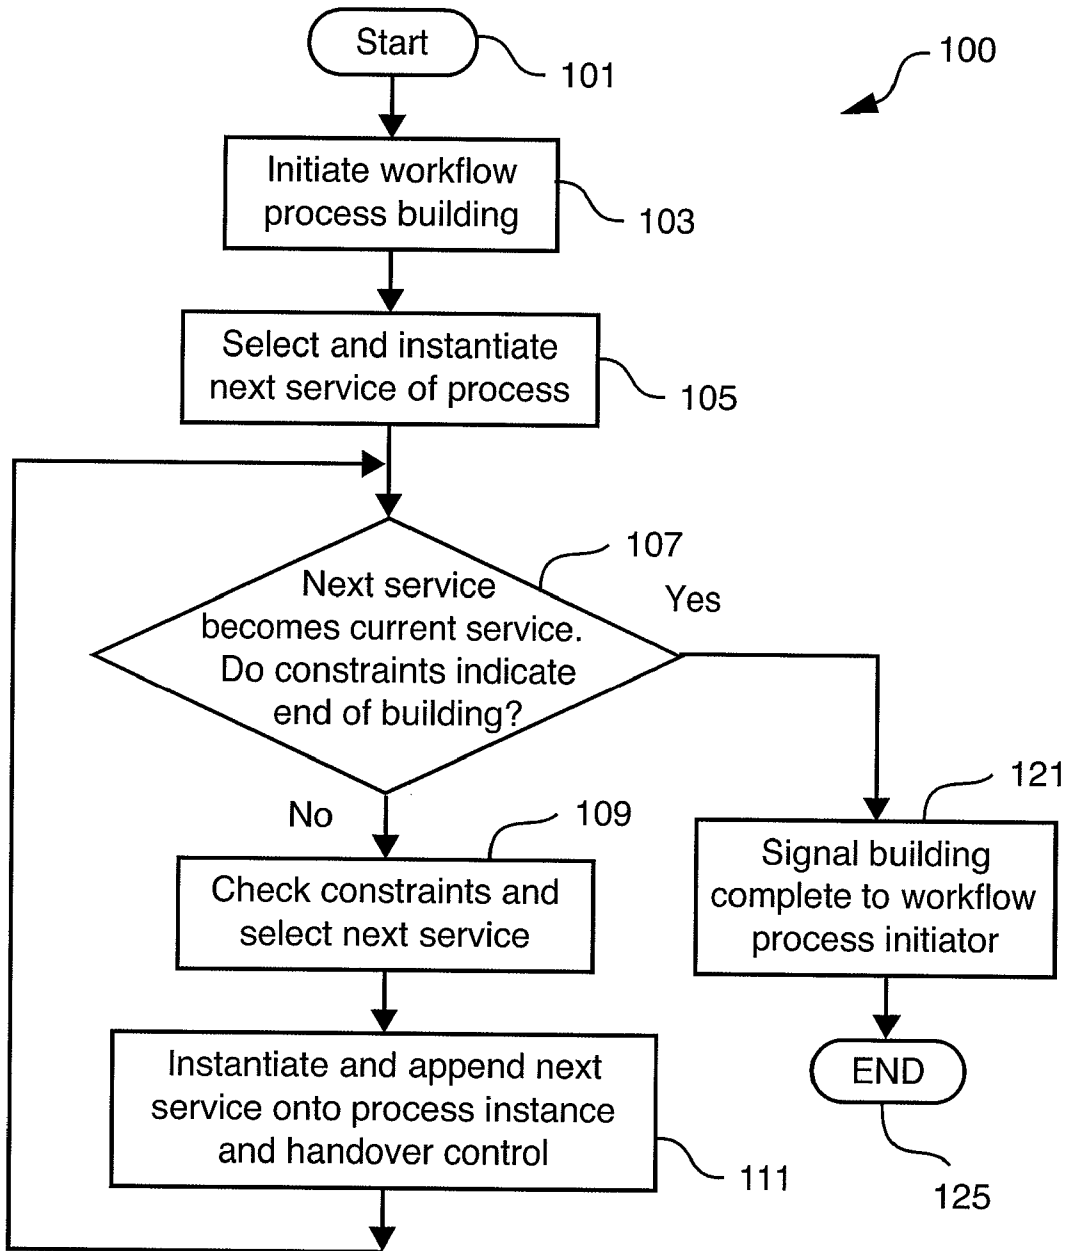 Start
101
100
Initiate workflow
process building
103
Select and instantiate
next service of process
105
107
Next service
becomes current service.
Do constraints indicate
end of building?
Yes
No
109
Check constraints and
select next service
121
Signal building
complete to workflow
process initiator
Instantiate and append next
service onto process instance
and handover control
111
END
125